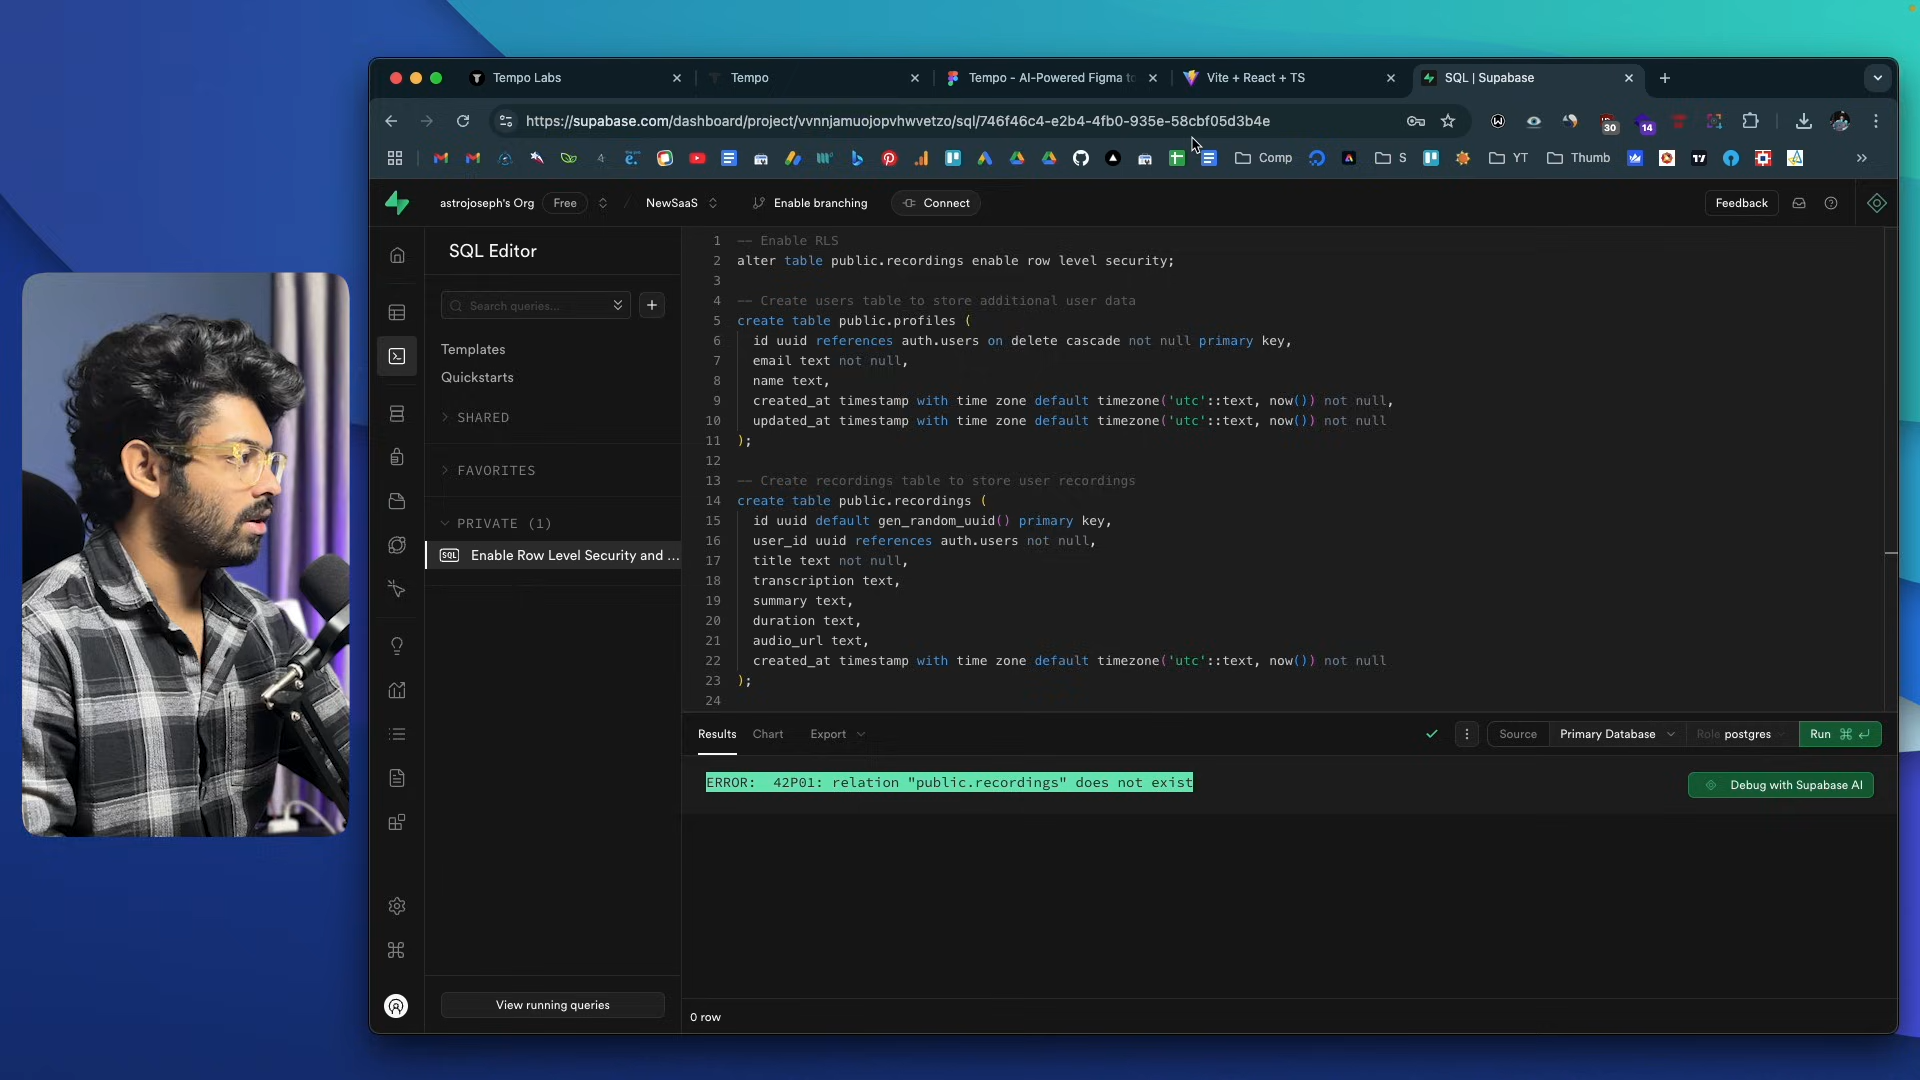 Tempo Labs
Tempo
Tempo - AI-Powered Figma to
Vite + React + TS
SQL | Supabase
https://supabase.com/dashboard/project/vvnnjamuojopvhwvetzo/sql/746f46c4-e2b4-4fb0-935e-58cbf05d3b4e
30
14
Comp
S
YT
Thumb
astrojoseph's Org
Free
NewSaaS
Enable branching
Connect
Feedback
SQL Editor
Search queries...
Templates
Quickstarts
SHARED
FAVORITES
PRIVATE (1)
SQL Enable Row Level Security and ...
View running queries
1 -- Enable RLS
2 alter table public.recordings enable row level security;
3
4 -- Create users table to store additional user data
5 create table public.profiles (
6 id uuid references auth.users on delete cascade not null primary key,
7 email text not null,
8 name text,
9 created_at timestamp with time zone default timezone('utc'::text, now()) not null,
10 updated_at timestamp with time zone default timezone('utc'::text, now()) not null
11 );
12
13 -- Create recordings table to store user recordings
14 create table public.recordings (
15 id uuid default gen_random_uuid() primary key,
16 user_id uuid references auth.users not null,
17 title text not null,
18 transcription text,
19 summary text,
20 duration text,
21 audio_url text,
22 created_at timestamp with time zone default timezone('utc'::text, now()) not null
23 );
24
Results
Chart
Export
Source
Primary Database
Role postgres
Run ⌘ ↵
ERROR: 42P01: relation "public.recordings" does not exist
Debug with Supabase AI
0 row